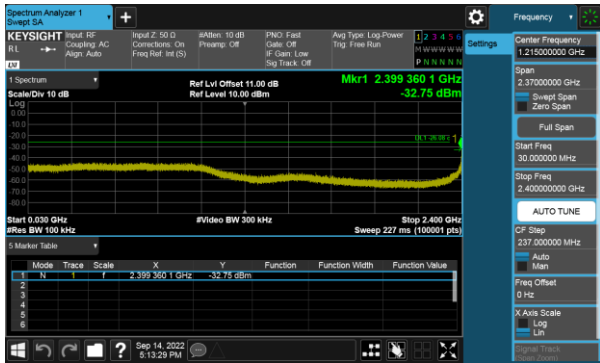 Spectrum Analyzer 1
Swept SA
+
Frequency
KEYSIGHT
RL
Input: RF
Coupling: AC
Align: Auto
Input Z: 50 Ω
Corrections: On
Freq Ref: Int (S)
#Atten: 10 dB
Preamp: Off
PNO: Fast
Gate: Off
IF Gain: Low
Sig Track: Off
Avg Type: Log-Power
Trig: Free Run
1 2 3 4 5 6
M W W W W W
P N N N N N
LXI
1 Spectrum
Scale/Div 10 dB
Ref Lvl Offset 11.00 dB
Ref Level 10.00 dBm
Mkr1 2.399 360 1 GHz
-32.75 dBm
Log
0.00
-10.0
-20.0
-30.0
-40.0
-50.0
-60.0
-70.0
-80.0
1
Start 0.030 GHz
#Res BW 100 kHz
#Video BW 300 kHz
Stop 2.400 GHz
Sweep 227 ms (100001 pts)
5 Marker Table
Mode Trace Scale X Y Function Function Width Function Value
1 N 1 f 2.399 360 1 GHz -32.75 dBm
2
3
4
5
6
Settings
Center Frequency
1.215000000 GHz
Span
2.37000000 GHz
Swept Span
Zero Span
Full Span
Start Freq
30.000000 MHz
Stop Freq
2.400000000 GHz
AUTO TUNE
CF Step
237.000000 MHz
Auto
Man
Freq Offset
0 Hz
X Axis Scale
Log
Lin
Signal Track
(Span Zoom)
?
Sep 14, 2022
5:13:29 PM